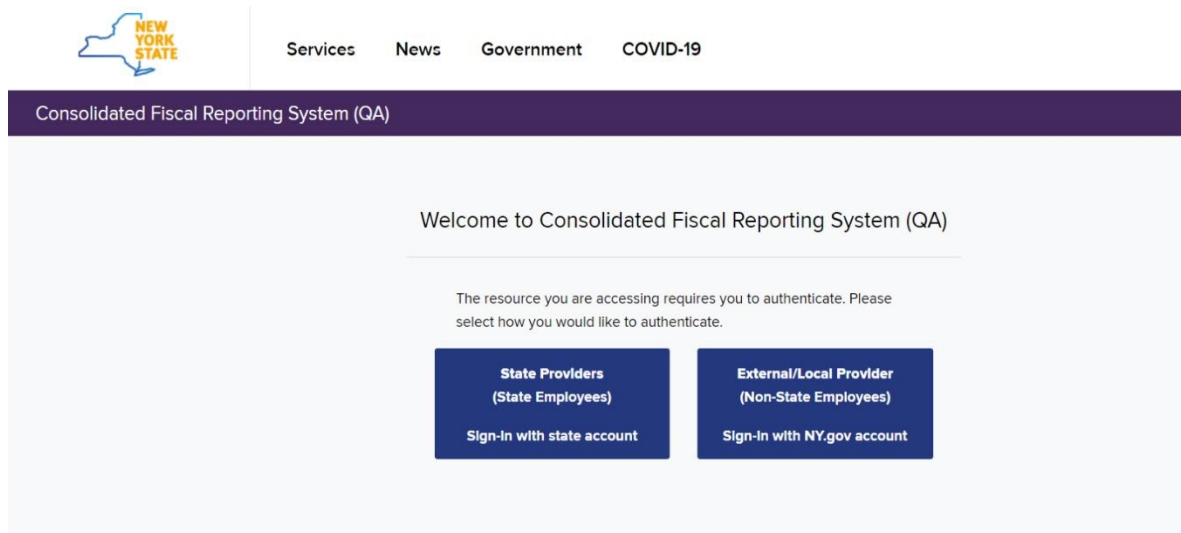 NEW
YORK
STATE
Services News Government COVID-19
Consolidated Fiscal Reporting System (QA)
Welcome to Consolidated Fiscal Reporting System (QA)
The resource you are accessing requires you to authenticate. Please
select how you would like to authenticate.
State Providers
(State Employees)
Sign-in with state account
External/Local Provider
(Non-State Employees)
Sign-in with NY.gov account